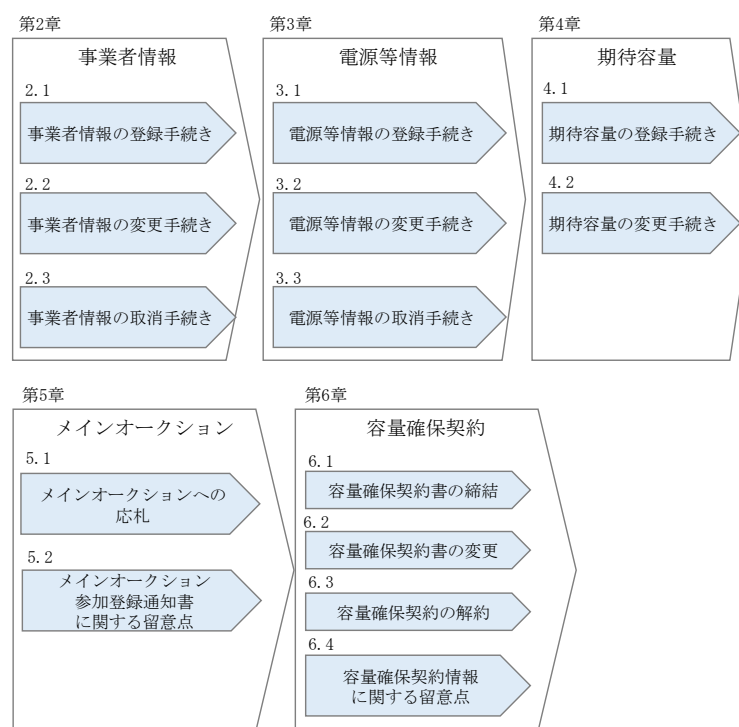 第2章
事業者情報
2.1
事業者情報の登録手続き
2.2
事業者情報の変更手続き
2.3
事業者情報の取消手続き
第3章
電源等情報
3.1
電源等情報の登録手続き
3.2
電源等情報の変更手続き
3.3
電源等情報の取消手続き
第4章
期待容量
4.1
期待容量の登録手続き
4.2
期待容量の変更手続き
第5章
メインオークション
5.1
メインオークションへの
応札
5.2
メインオークション
参加登録通知書
に関する留意点
第6章
容量確保契約
6.1
容量確保契約書の締結
6.2
容量確保契約書の変更
6.3
容量確保契約の解約
6.4
容量確保契約情報
に関する留意点